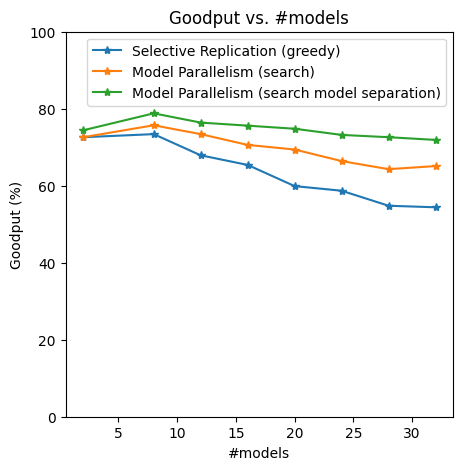 Goodput vs. #models
Selective Replication (greedy)
Model Parallelism (search)
Model Parallelism (search model separation)
100
80
60
40
20
0
Goodput (%)
5
10
15
20
25
30
#models